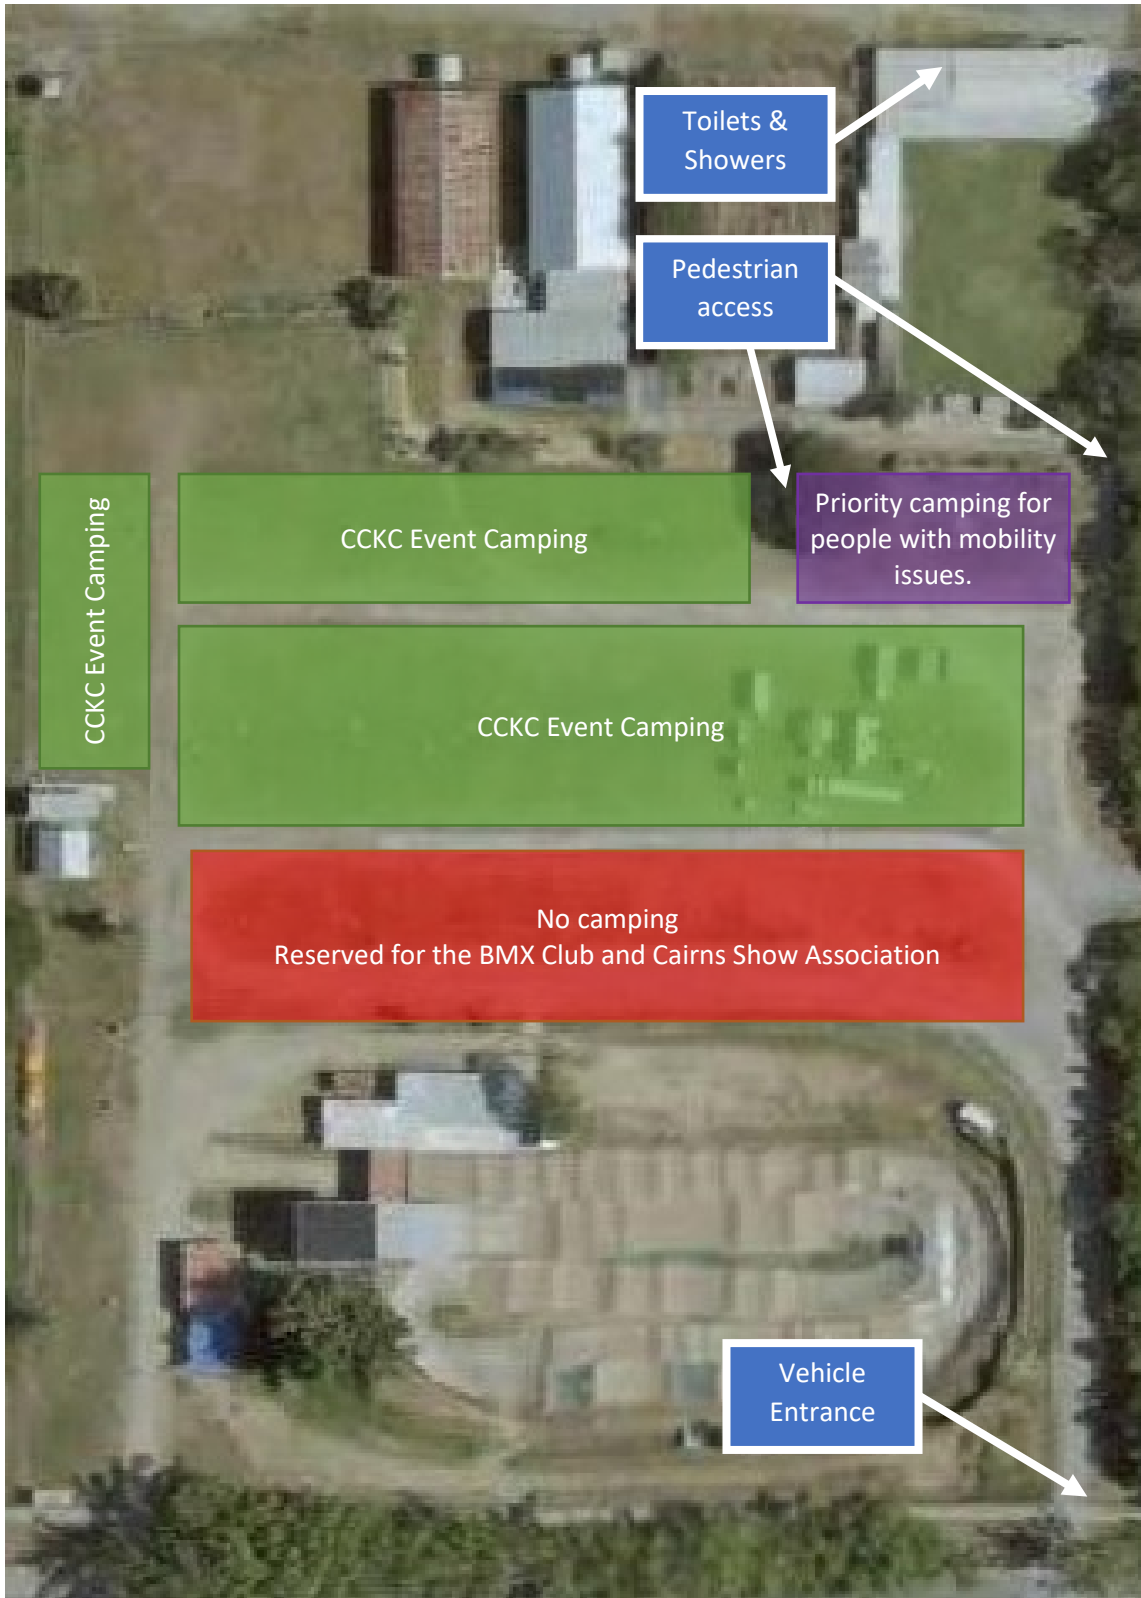 Toilets &
Showers
Pedestrian
access
CCKC Event Camping
CCKC Event Camping
Priority camping for
people with mobility
issues.
CCKC Event Camping
No camping
Reserved for the BMX Club and Cairns Show Association
Vehicle
Entrance